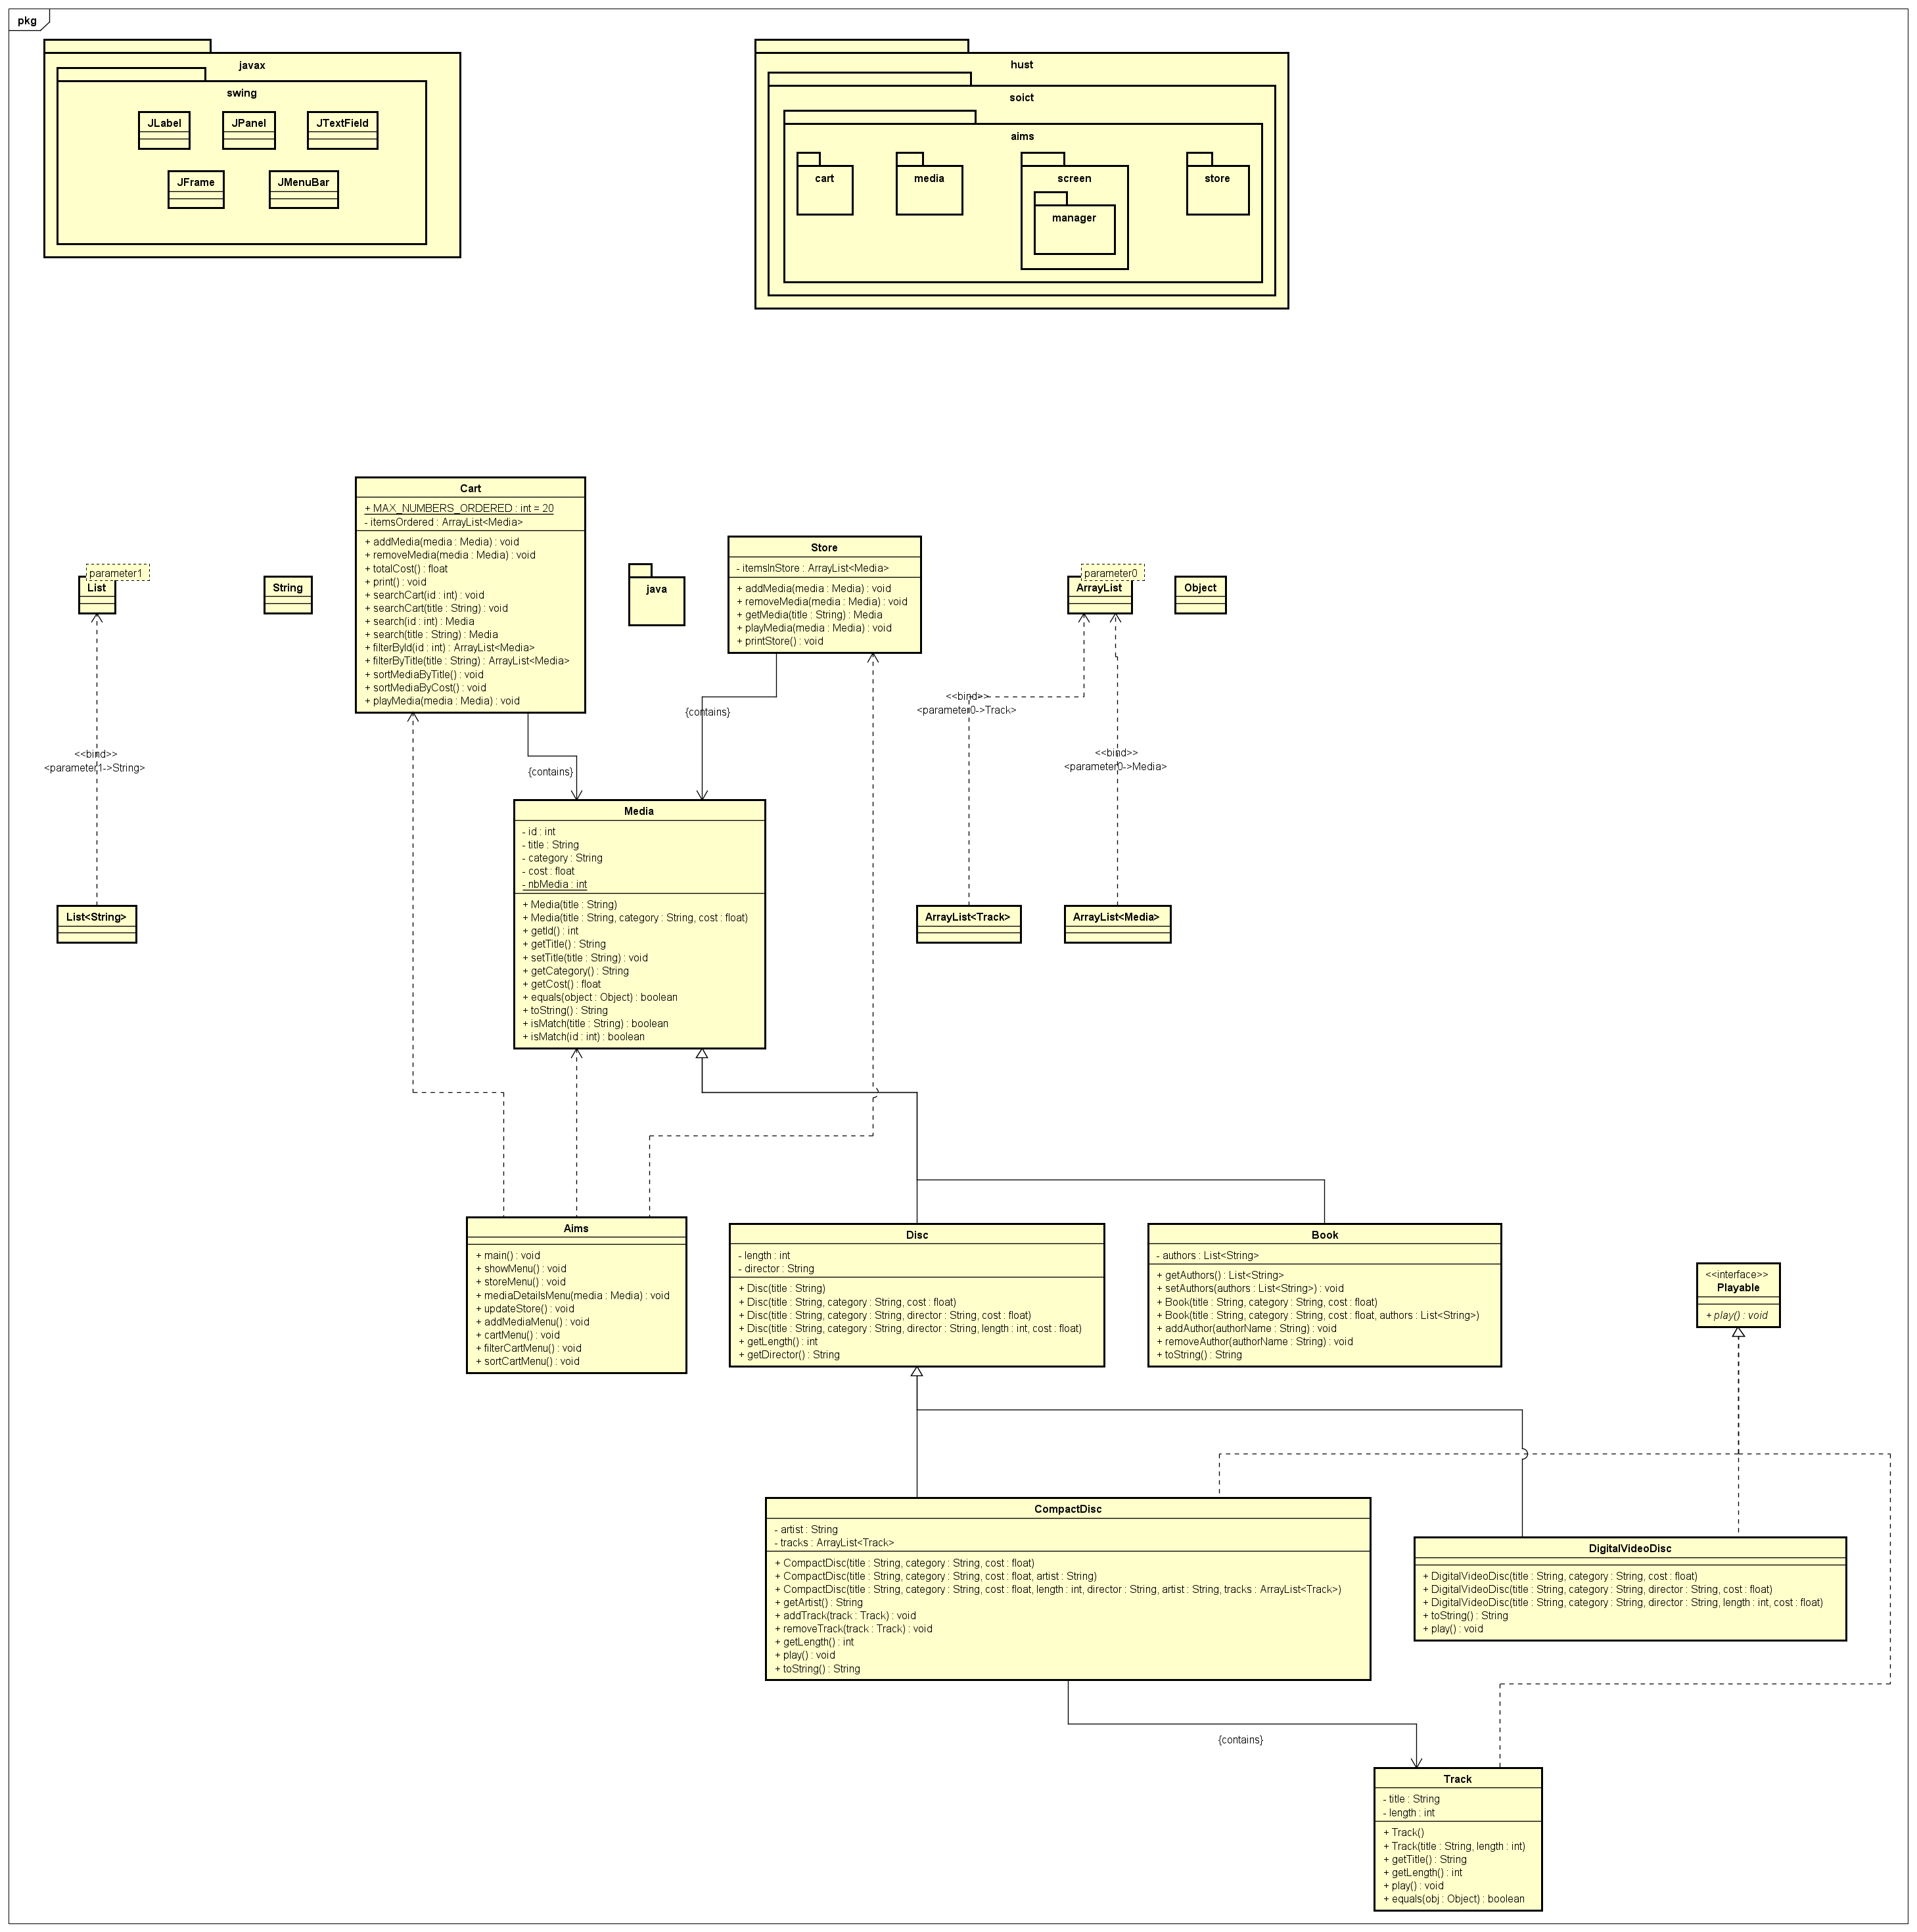 pkg
javax
swing
JLabel
JPanel
JTextField
JFrame
JMenuBar
hust
soict
aims
cart
media
screen
manager
store
Cart
+ MAX_NUMBERS_ORDERED : int = 20
- itemsOrdered : ArrayList<Media>
+ addMedia(media : Media) : void
+ removeMedia(media : Media) : void
+ totalCost() : float
+ print() : void
+ searchCart(id : int) : void
+ searchCart(title : String) : void
+ search(id : int) : Media
+ search(title : String) : Media
+ filterById(id : int) : ArrayList<Media>
+ filterByTitle(title : String) : ArrayList<Media>
+ sortMediaByTitle() : void
+ sortMediaByCost() : void
+ playMedia(media : Media) : void
Store
- itemsInStore : ArrayList<Media>
+ addMedia(media : Media) : void
+ removeMedia(media : Media) : void
+ getMedia(title : String) : Media
+ playMedia(media : Media) : void
+ printStore() : void
parameter1
List
String
java
parameter0
ArrayList
Object
<<bind>>
<parameter1->String>
{contains}
{contains}
<<bind>>
<parameter0->Track>
<<bind>>
<parameter0->Media>
Media
- id : int
- title : String
- category : String
- cost : float
- nbMedia : int
+ Media(title : String)
+ Media(title : String, category : String, cost : float)
+ getId() : int
+ getTitle() : String
+ setTitle(title : String) : void
+ getCategory() : String
+ getCost() : float
+ equals(object : Object) : boolean
+ toString() : String
+ isMatch(title : String) : boolean
+ isMatch(id : int) : boolean
List<String>
ArrayList<Track>
ArrayList<Media>
Aims
+ main() : void
+ showMenu() : void
+ storeMenu() : void
+ mediaDetailsMenu(media : Media) : void
+ updateStore() : void
+ addMediaMenu() : void
+ cartMenu() : void
+ filterCartMenu() : void
+ sortCartMenu() : void
Disc
- length : int
- director : String
+ Disc(title : String)
+ Disc(title : String, category : String, cost : float)
+ Disc(title : String, category : String, director : String, cost : float)
+ Disc(title : String, category : String, director : String, length : int, cost : float)
+ getLength() : int
+ getDirector() : String
Book
- authors : List<String>
+ getAuthors() : List<String>
+ setAuthors(authors : List<String>) : void
+ Book(title : String, category : String, cost : float)
+ Book(title : String, category : String, cost : float, authors : List<String>)
+ addAuthor(authorName : String) : void
+ removeAuthor(authorName : String) : void
+ toString() : String
<<interface>>
Playable
+ play() : void
CompactDisc
- artist : String
- tracks : ArrayList<Track>
+ CompactDisc(title : String, category : String, cost : float)
+ CompactDisc(title : String, category : String, cost : float, artist : String)
+ CompactDisc(title : String, category : String, cost : float, length : int, director : String, artist : String, tracks : ArrayList<Track>)
+ getArtist() : String
+ addTrack(track : Track) : void
+ removeTrack(track : Track) : void
+ getLength() : int
+ play() : void
+ toString() : String
DigitalVideoDisc
+ DigitalVideoDisc(title : String, category : String, cost : float)
+ DigitalVideoDisc(title : String, category : String, director : String, cost : float)
+ DigitalVideoDisc(title : String, category : String, director : String, length : int, cost : float)
+ toString() : String
+ play() : void
{contains}
Track
- title : String
- length : int
+ Track()
+ Track(title : String, length : int)
+ getTitle() : String
+ getLength() : int
+ play() : void
+ equals(obj : Object) : boolean